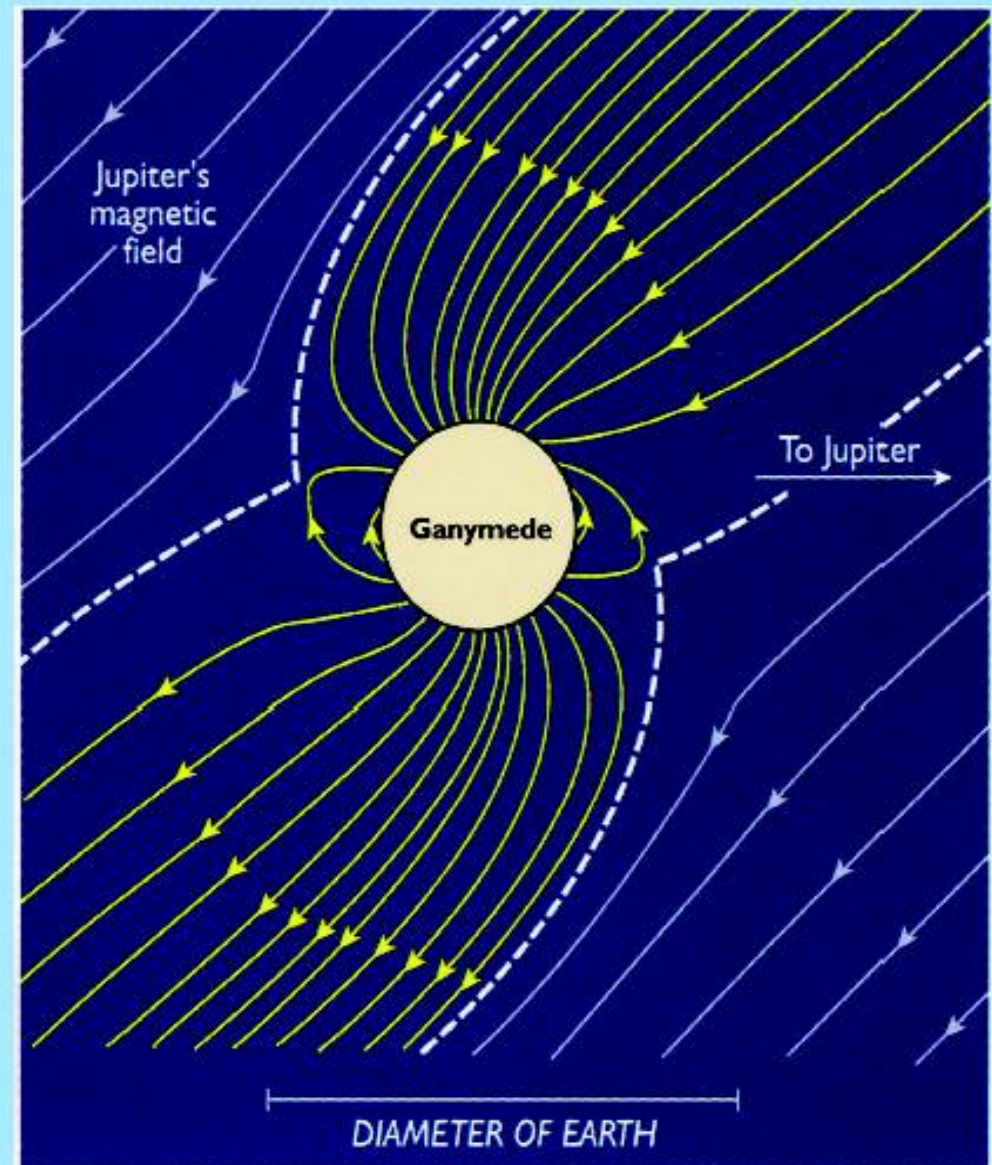 Jupiter's
magnetic
field
To Jupiter
Ganymede
DIAMETER OF EARTH